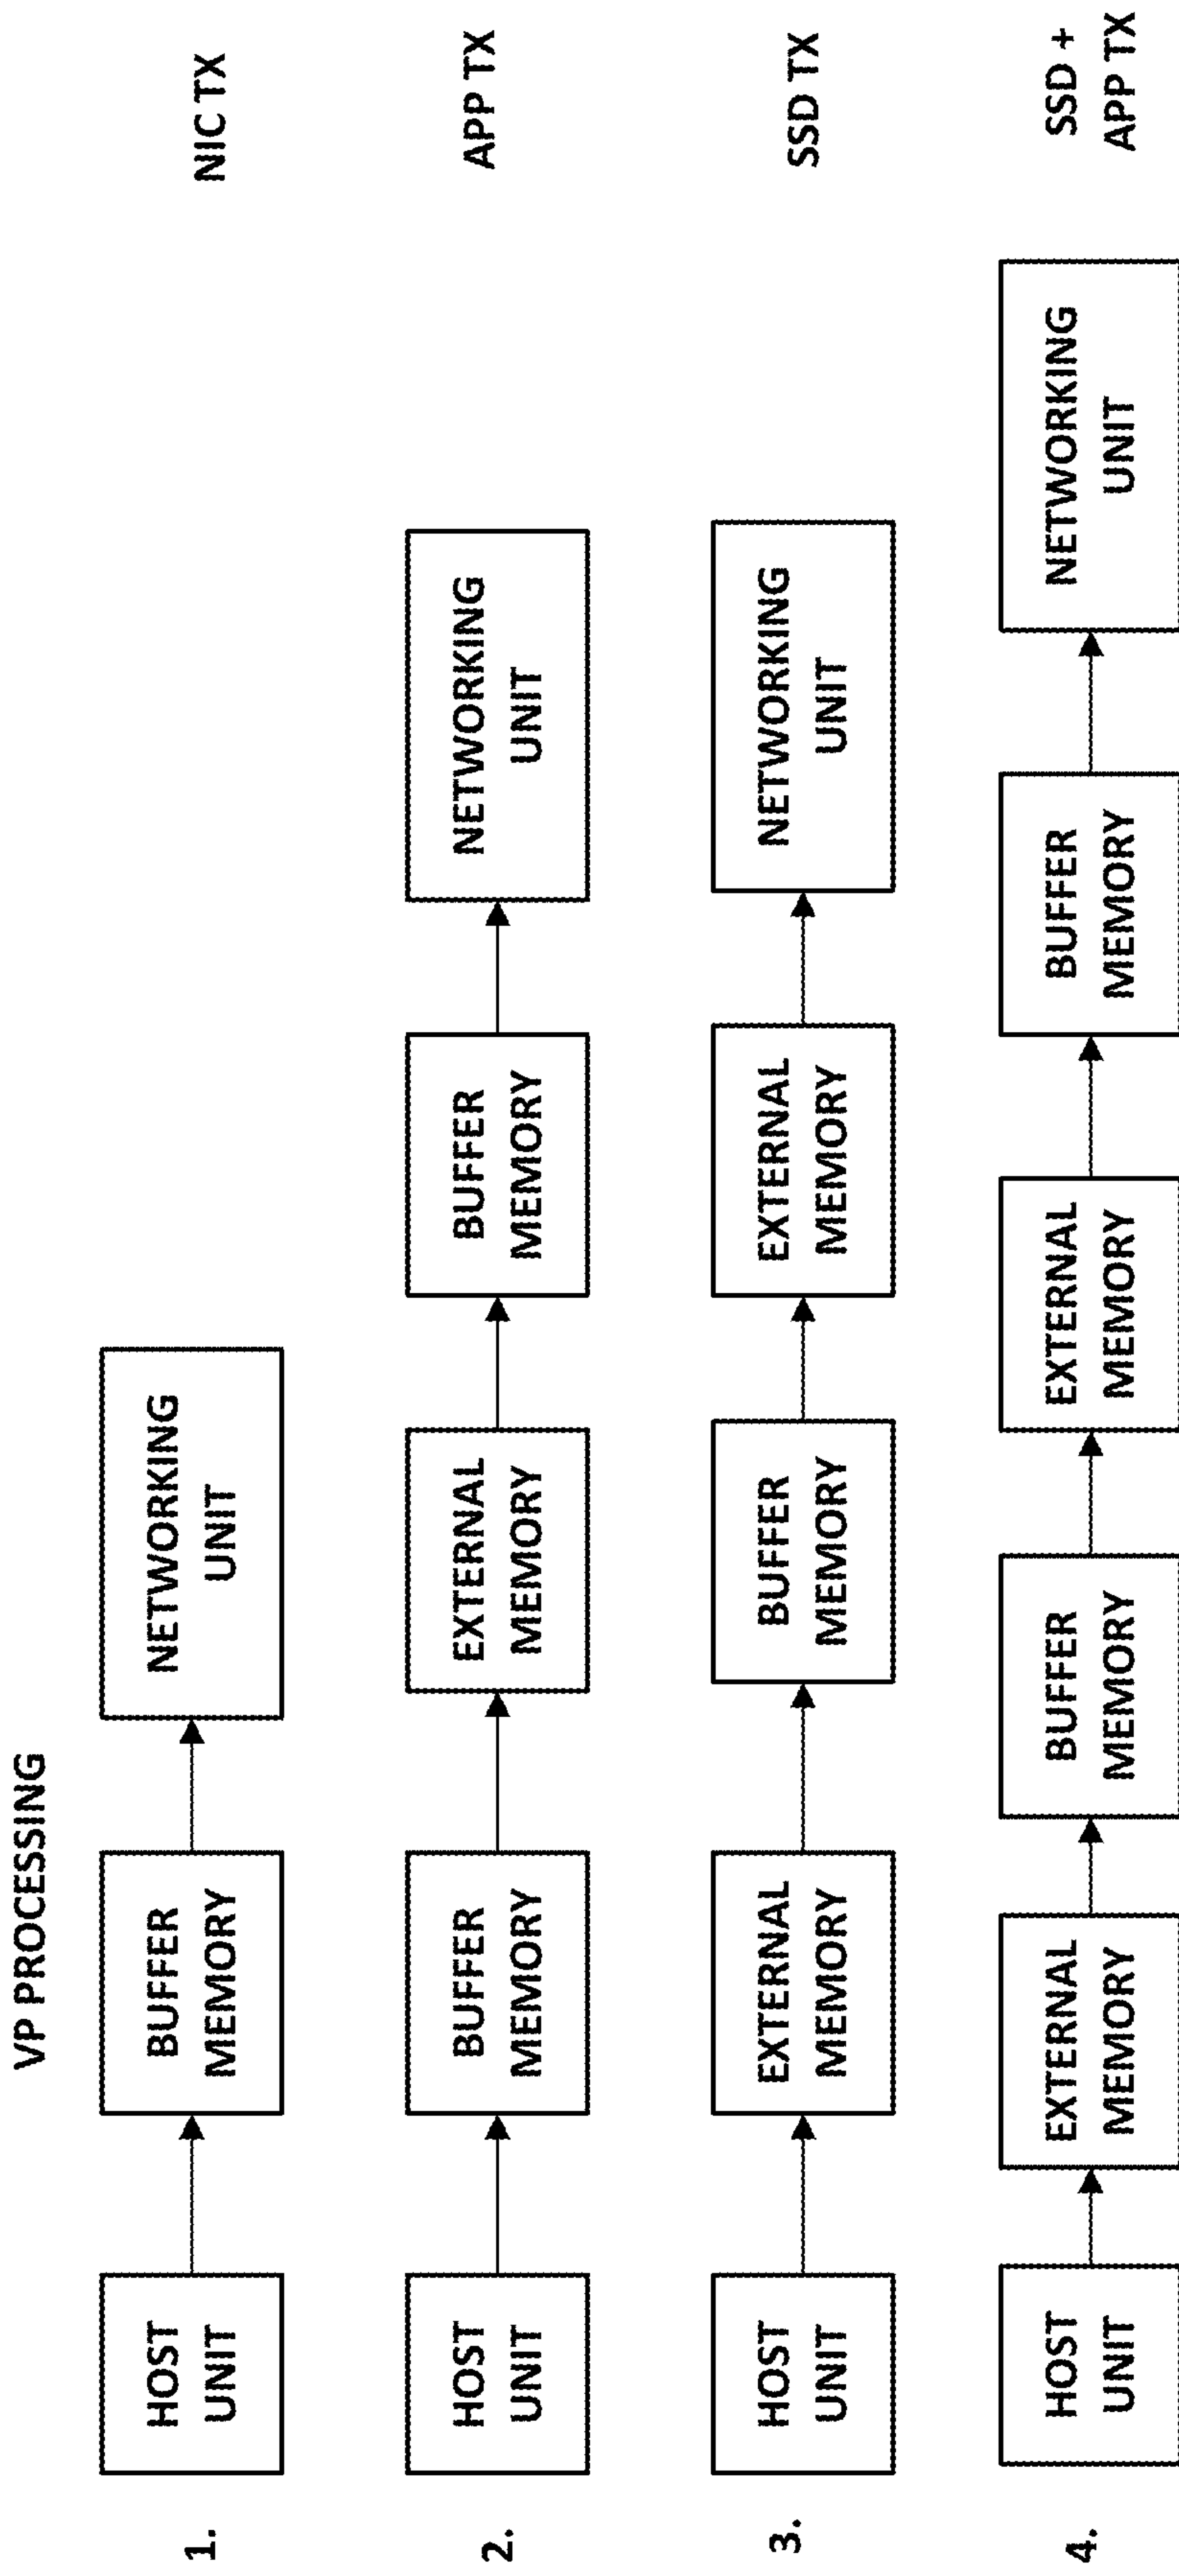 VP PROCESSING
1.
HOST
UNIT
BUFFER
MEMORY
NETWORKING
UNIT
NIC TX
2.
HOST
UNIT
BUFFER
MEMORY
EXTERNAL
MEMORY
BUFFER
MEMORY
NETWORKING
UNIT
APP TX
3.
HOST
UNIT
EXTERNAL
MEMORY
BUFFER
MEMORY
EXTERNAL
MEMORY
NETWORKING
UNIT
SSD TX
4.
HOST
UNIT
EXTERNAL
MEMORY
BUFFER
MEMORY
EXTERNAL
MEMORY
BUFFER
MEMORY
NETWORKING
UNIT
SSD +
APP TX